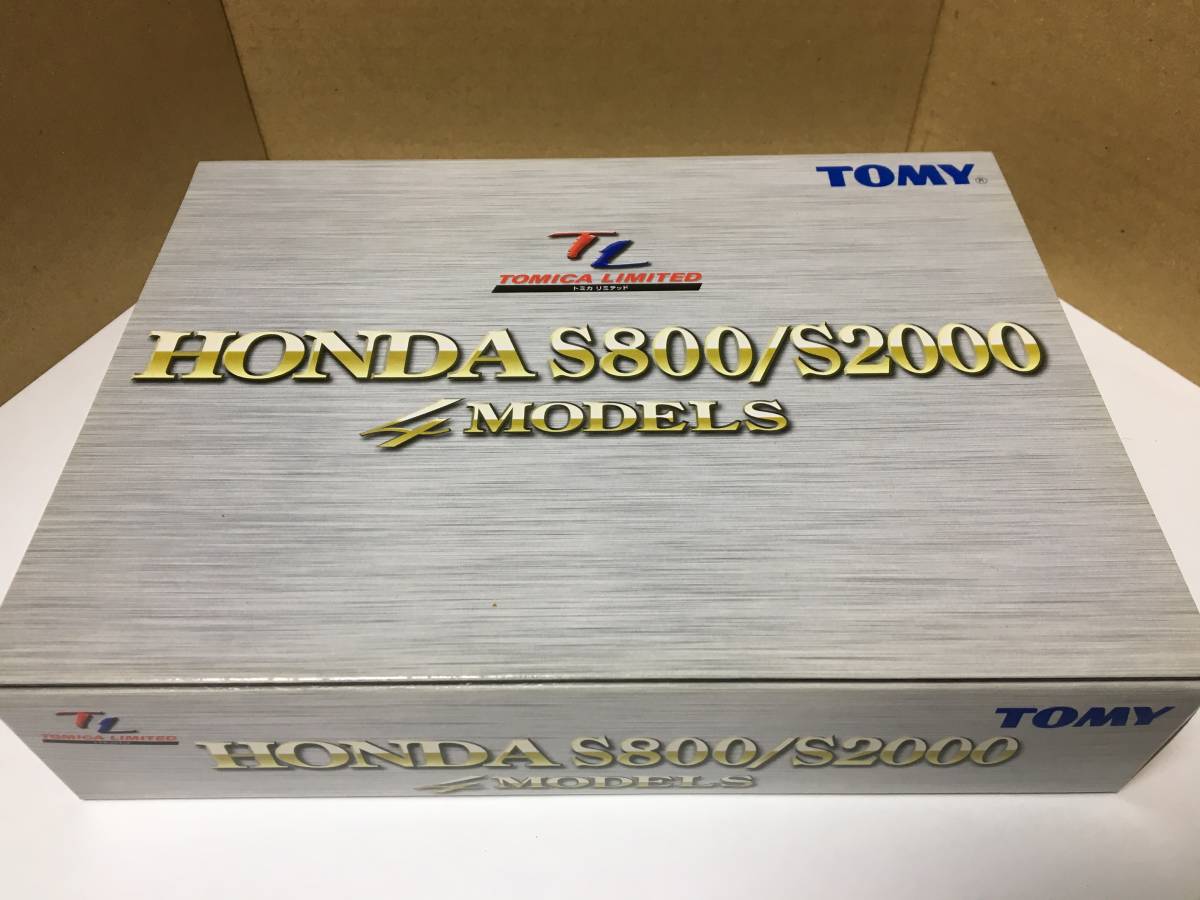 TOMY®
TL
TOMICA LIMITED
トミカ リミテッド
HONDA S800/S2000
4 MODELS
TL
TOMICA LIMITED
TOMY
HONDA S800/S2000
4 MODELS